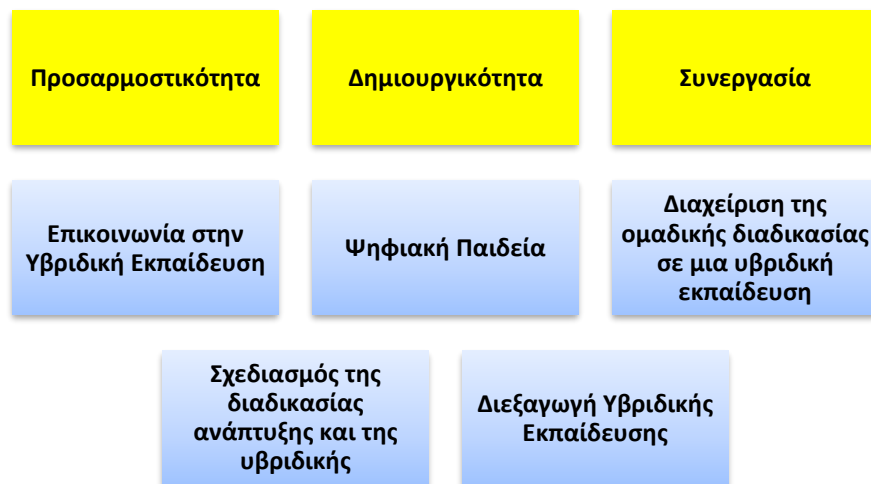 Προσαρμοστικότητα
Δημιουργικότητα
Συνεργασία
Επικοινωνία στην
Υβριδική Εκπαίδευση
Ψηφιακή Παιδεία
Διαχείριση της
ομαδικής διαδικασίας
σε μια υβριδική
εκπαίδευση
Σχεδιασμός της
διαδικασίας
ανάπτυξης και της
υβριδικής
Διεξαγωγή Υβριδικής
Εκπαίδευσης